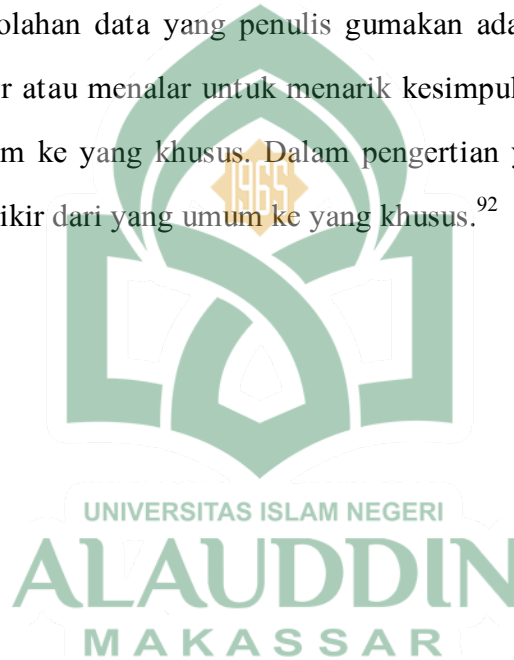 olahan data yang penulis gumakan ada
r atau menalar untuk menarik kesimpul
m ke yang khusus. Dalam pengertian y
ikir dari yang umum ke yang khusus.92
1965
UNIVERSITAS ISLAM NEGERI
ALAUDDIN
MAKASSAR